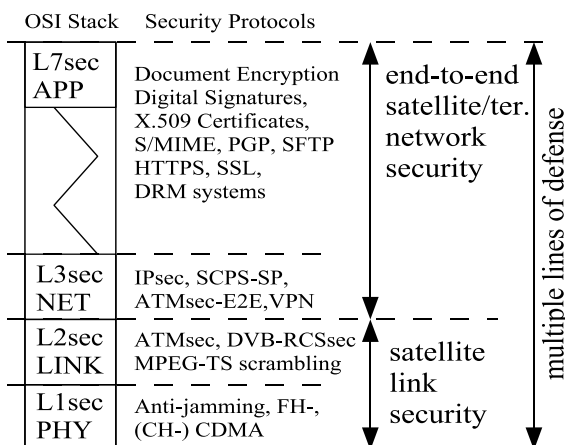 OSI Stack Security Protocols
L7sec
APP
Document Encryption
Digital Signatures,
X.509 Certificates,
S/MIME, PGP, SFTP
HTTPS, SSL,
DRM systems
end-to-end
satellite/ter.
network
security
L3sec
NET
IPsec, SCPS-SP,
ATMsec-E2E,VPN
L2sec
LINK
ATMsec, DVB-RCSsec
MPEG-TS scrambling
satellite
link
security
L1sec
PHY
Anti-jamming, FH-,
(CH-) CDMA
multiple lines of defense